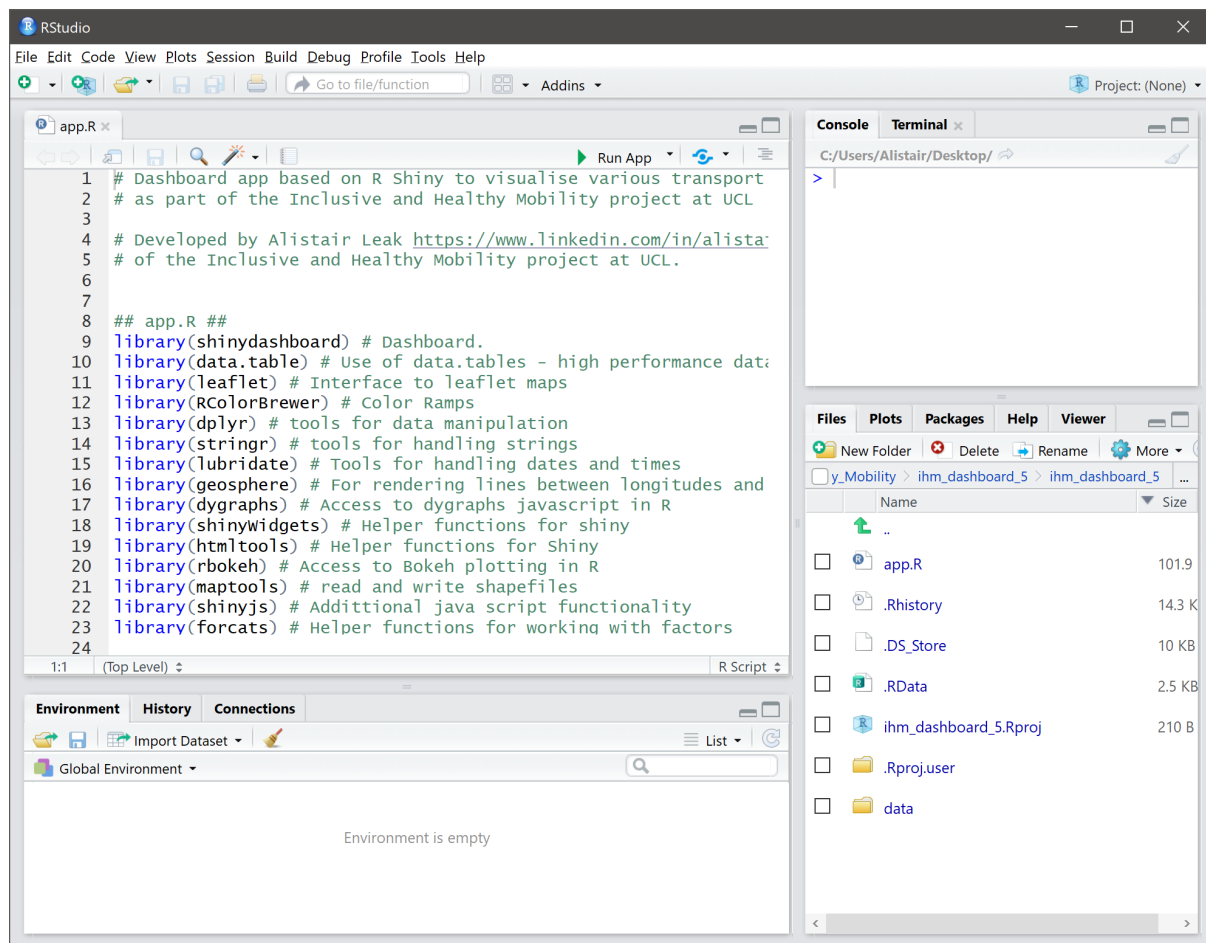 RStudio
File Edit Code View Plots Session Build Debug Profile Tools Help
Go to file/function Addins Project: (None)
app.R
Run App
1 # Dashboard app based on R Shiny to visualise various transport
2 # as part of the Inclusive and Healthy Mobility project at UCL
3
4 # Developed by Alistair Leak https://www.linkedin.com/in/alista
5 # of the Inclusive and Healthy Mobility project at UCL.
6
7
8 ## app.R ##
9 library(shinydashboard) # Dashboard.
10 library(data.table) # Use of data.tables - high performance data
11 library(leaflet) # Interface to leaflet maps
12 library(RColorBrewer) # Color Ramps
13 library(dplyr) # tools for data manipulation
14 library(stringr) # tools for handling strings
15 library(lubridate) # Tools for handling dates and times
16 library(geosphere) # For rendering lines between longitudes and
17 library(dygraphs) # Access to dygraphs javascript in R
18 library(shinyWidgets) # Helper functions for shiny
19 library(htmltools) # Helper functions for Shiny
20 library(rbokeh) # Access to Bokeh plotting in R
21 library(maptools) # read and write shapefiles
22 library(shinyjs) # Addittional java script functionality
23 library(forcats) # Helper functions for working with factors
24
1:1 (Top Level) R Script
Environment History Connections
Import Dataset List
Global Environment
Environment is empty
Console Terminal
C:/Users/Alistair/Desktop/
>
Files Plots Packages Help Viewer
New Folder Delete Rename More
y_Mobility > ihm_dashboard_5 > ihm_dashboard_5 ...
Name Size
..
app.R 101.9
.Rhistory 14.3 K
.DS_Store 10 KB
.RData 2.5 KB
ihm_dashboard_5.Rproj 210 B
.Rproj.user
data